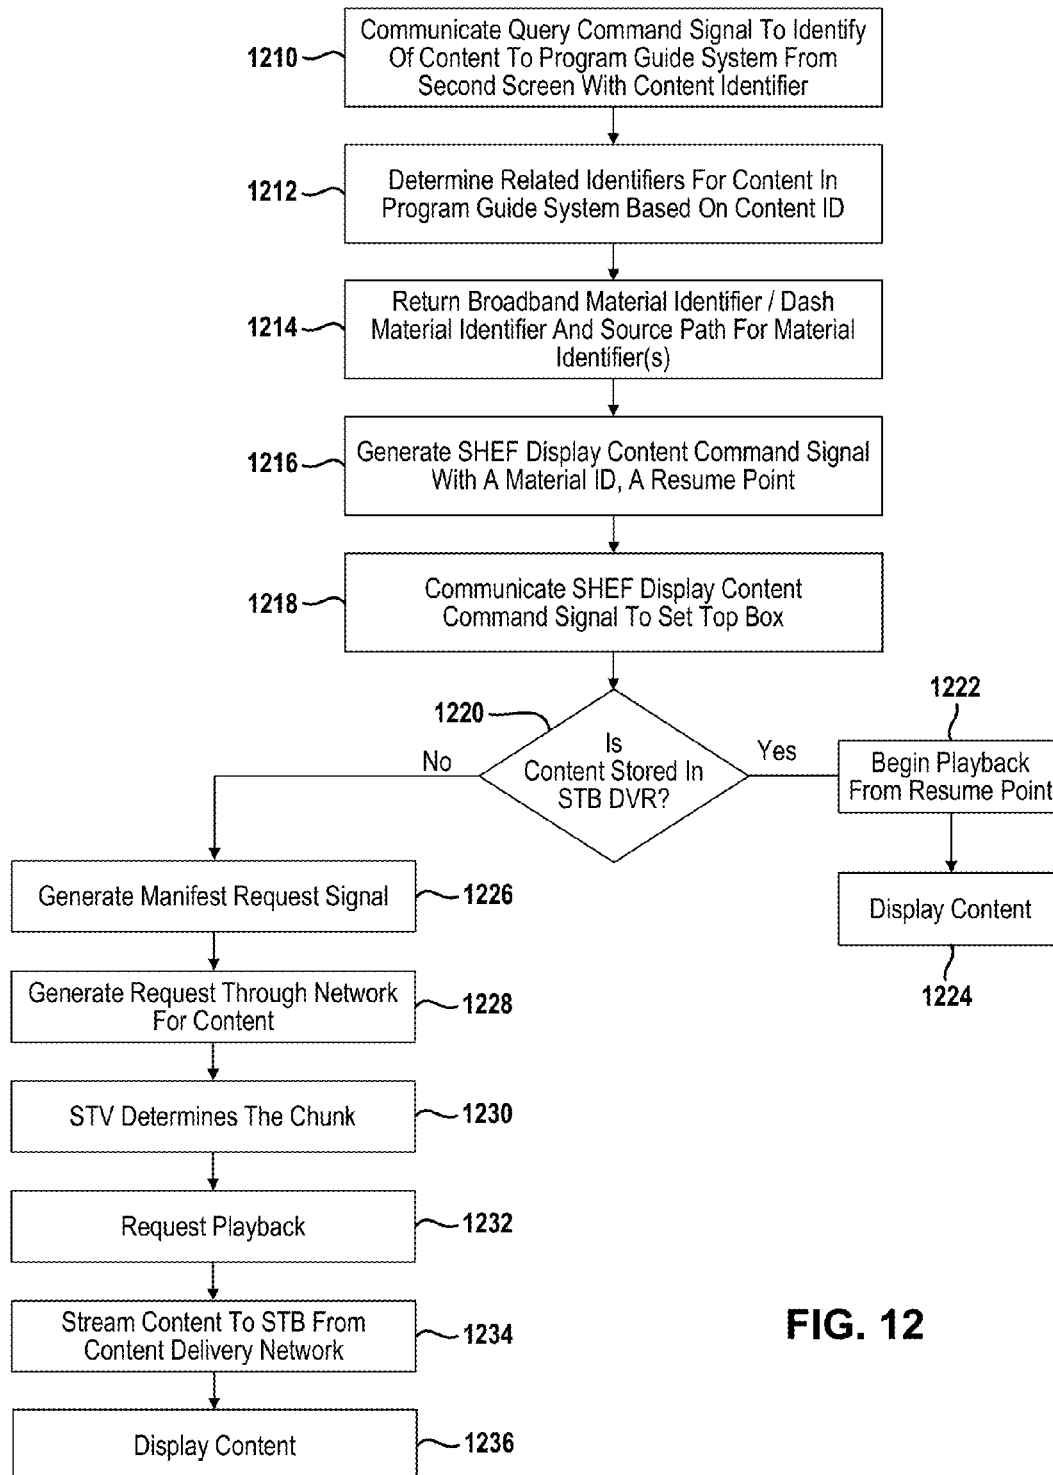 Communicate Query Command Signal To Identify
Of Content To Program Guide System From
Second Screen With Content Identifier
1210
Determine Related Identifiers For Content In
Program Guide System Based On Content ID
1212
Return Broadband Material Identifier / Dash
Material Identifier And Source Path For Material
Identifier(s)
1214
Generate SHEF Display Content Command Signal
With A Material ID, A Resume Point
1216
Communicate SHEF Display Content
Command Signal To Set Top Box
1218
1220
Is
Content Stored In
STB DVR?
No
Yes
1222
Begin Playback
From Resume Point
Display Content
1224
Generate Manifest Request Signal
1226
Generate Request Through Network
For Content
1228
STV Determines The Chunk
1230
Request Playback
1232
Stream Content To STB From
Content Delivery Network
1234
Display Content
1236
FIG. 12